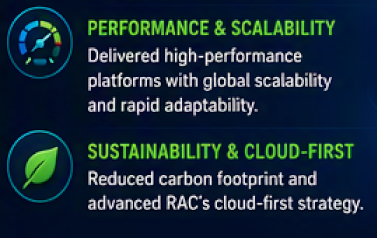 PERFORMANCE & SCALABILITY
Delivered high-performance
platforms with global scalability
and rapid adaptability.
SUSTAINABILITY & CLOUD-FIRST
Reduced carbon footprint and
advanced RAC's cloud-first strategy.